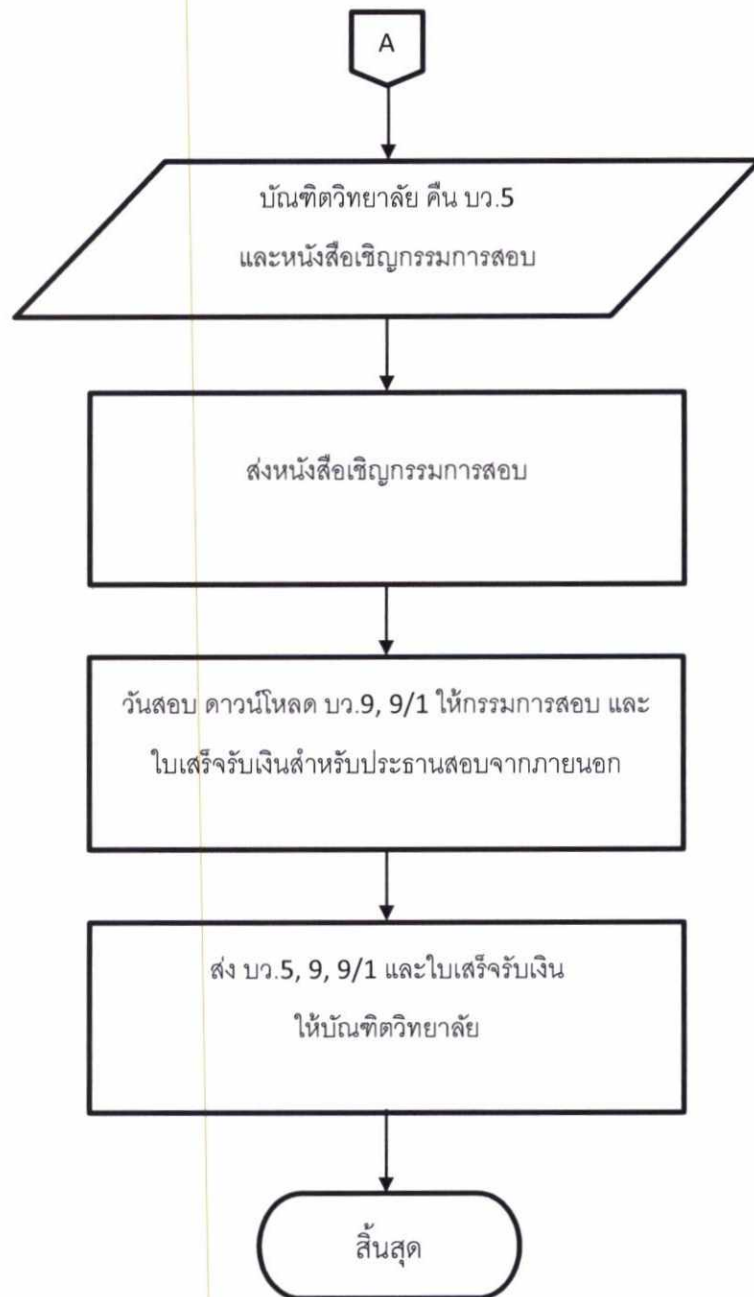 A
บัณฑิตวิทยาลัย คืน บว.5
และหนังสือเชิญกรรมการสอบ
ส่งหนังสือเชิญกรรมการสอบ
วันสอบ ดาวน์โหลด บว.9, 9/1 ให้กรรมการสอบ และ
ใบเสร็จรับเงินสำหรับประธานสอบจากภายนอก
ส่ง บว.5, 9, 9/1 และใบเสร็จรับเงิน
ให้บัณฑิตวิทยาลัย
สิ้นสุด